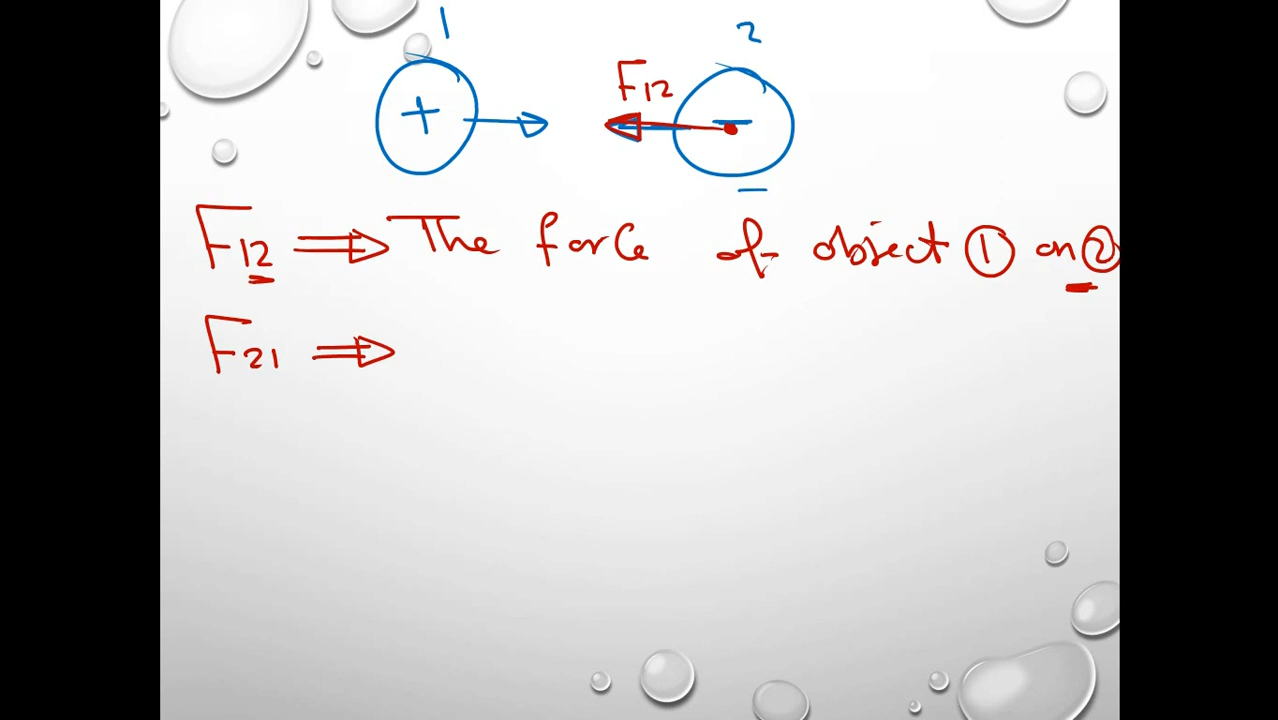 1 2
F12
+ −
F12 ⇒ The force of object ① on ②
F21 ⇒